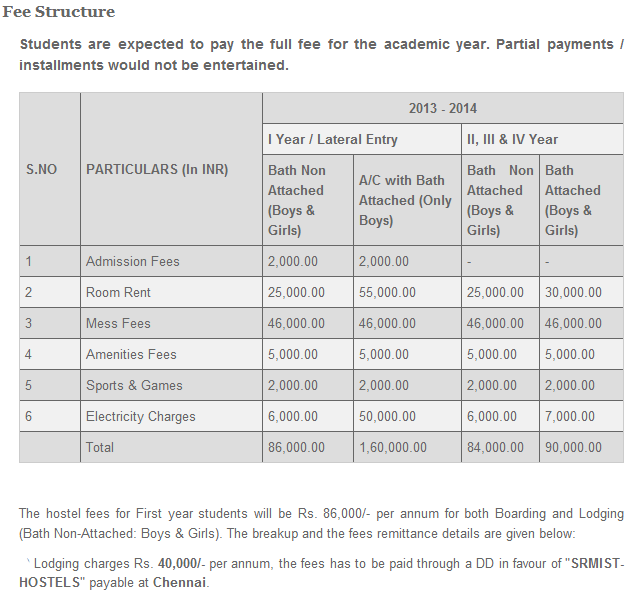 Fee Structure
Students are expected to pay the full fee for the academic year. Partial payments /
installments would not be entertained.
S.NO PARTICULARS (In INR) 2013 - 2014
I Year / Lateral Entry II, III & IV Year
Bath Non Attached (Boys & Girls) A/C with Bath Attached (Only Boys) Bath Non Attached (Boys & Girls) Bath Attached (Boys & Girls)
1 Admission Fees 2,000.00 2,000.00 - -
2 Room Rent 25,000.00 55,000.00 25,000.00 30,000.00
3 Mess Fees 46,000.00 46,000.00 46,000.00 46,000.00
4 Amenities Fees 5,000.00 5,000.00 5,000.00 5,000.00
5 Sports & Games 2,000.00 2,000.00 2,000.00 2,000.00
6 Electricity Charges 6,000.00 50,000.00 6,000.00 7,000.00
Total 86,000.00 1,60,000.00 84,000.00 90,000.00
The hostel fees for First year students will be Rs. 86,000/- per annum for both Boarding and Lodging
(Bath Non-Attached: Boys & Girls). The breakup and the fees remittance details are given below:
` Lodging charges Rs. 40,000/- per annum, the fees has to be paid through a DD in favour of "SRMIST-
HOSTELS" payable at Chennai.